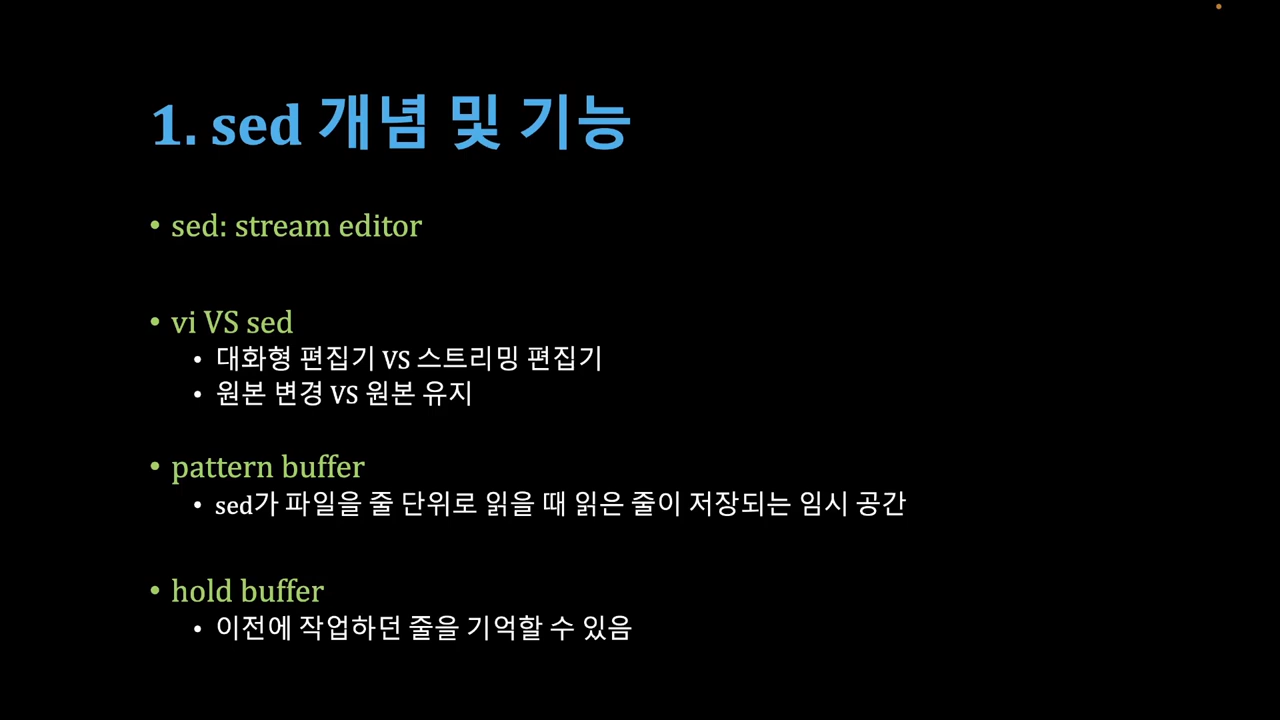 1. sed 개념 및 기능
• sed: stream editor
• vi VS sed
• 대화형 편집기 VS 스트리밍 편집기
• 원본 변경 VS 원본 유지
• pattern buffer
• sed가 파일을 줄 단위로 읽을 때 읽은 줄이 저장되는 임시 공간
• hold buffer
• 이전에 작업하던 줄을 기억할 수 있음